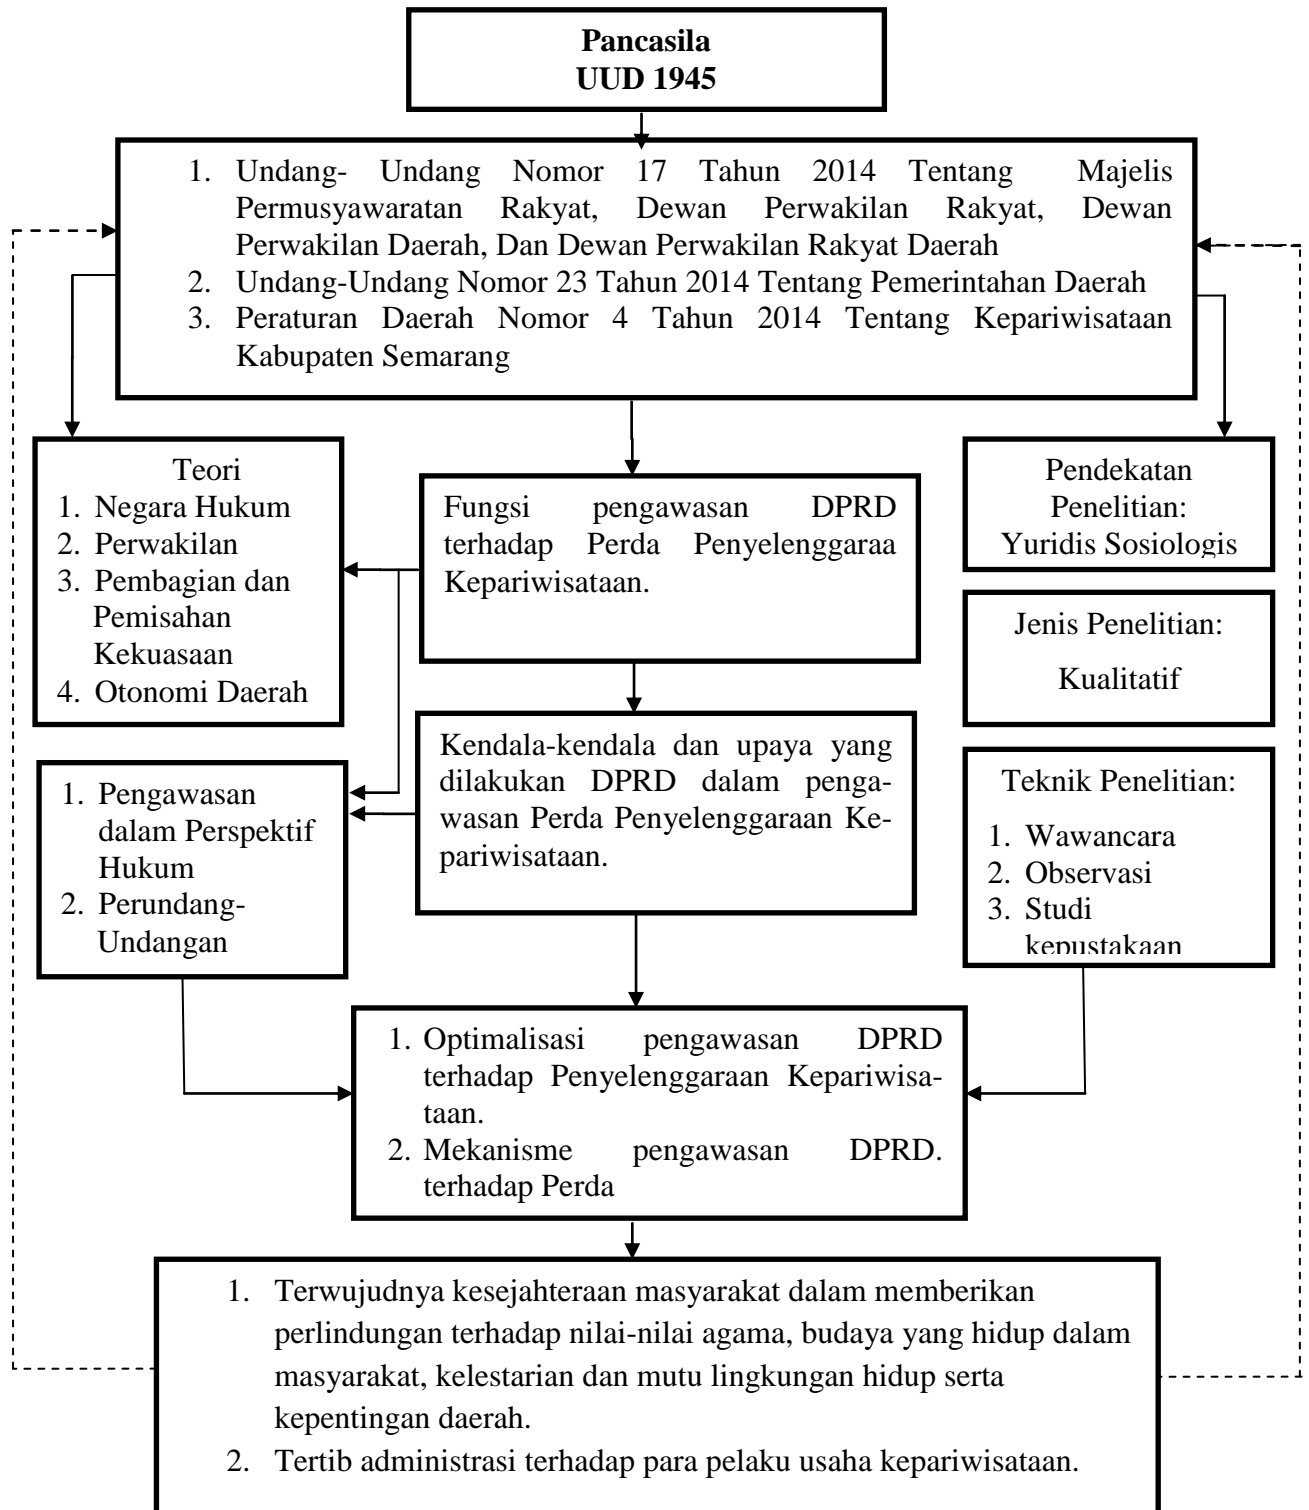 Pancasila
UUD 1945
1. Undang- Undang Nomor 17 Tahun 2014 Tentang Majelis
Permusyawaratan Rakyat, Dewan Perwakilan Rakyat, Dewan
Perwakilan Daerah, Dan Dewan Perwakilan Rakyat Daerah
2. Undang-Undang Nomor 23 Tahun 2014 Tentang Pemerintahan Daerah
3. Peraturan Daerah Nomor 4 Tahun 2014 Tentang Kepariwisataan
Kabupaten Semarang
Teori
1. Negara Hukum
2. Perwakilan
3. Pembagian dan
Pemisahan
Kekuasaan
4. Otonomi Daerah
Fungsi pengawasan DPRD
terhadap Perda Penyelenggaraa
Kepariwisataan.
Pendekatan
Penelitian:
Yuridis Sosiologis
Jenis Penelitian:
Kualitatif
Kendala-kendala dan upaya yang
dilakukan DPRD dalam penga-
wasan Perda Penyelenggaraan Ke-
pariwisataan.
1. Pengawasan
dalam Perspektif
Hukum
2. Perundang-
Undangan
Teknik Penelitian:
1. Wawancara
2. Observasi
3. Studi
kepustakaan
1. Optimalisasi pengawasan DPRD
terhadap Penyelenggaraan Kepariwisa-
taan.
2. Mekanisme pengawasan DPRD.
terhadap Perda
1. Terwujudnya kesejahteraan masyarakat dalam memberikan
perlindungan terhadap nilai-nilai agama, budaya yang hidup dalam
masyarakat, kelestarian dan mutu lingkungan hidup serta
kepentingan daerah.
2. Tertib administrasi terhadap para pelaku usaha kepariwisataan.